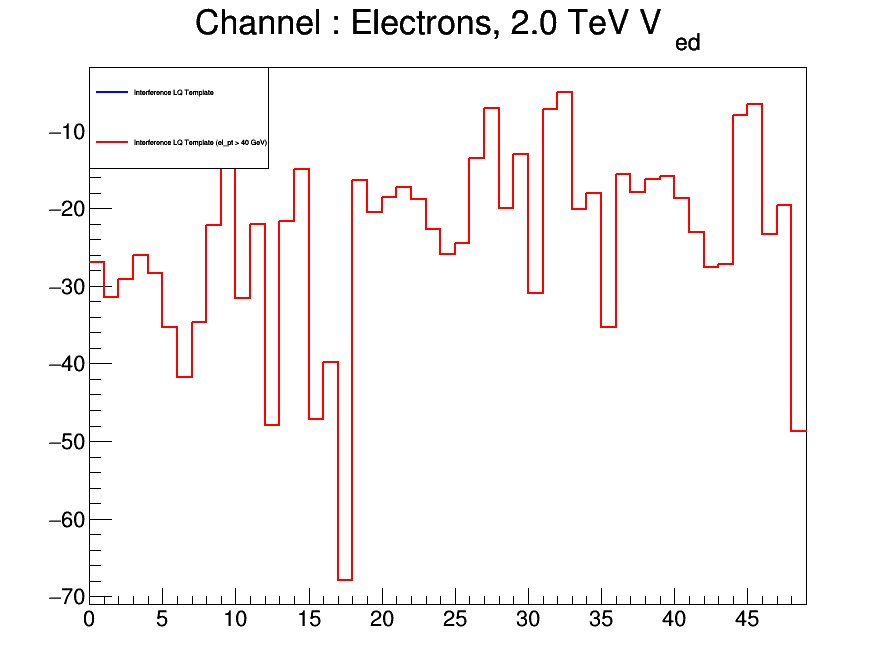 Channel : Electrons, 2.0 TeV V ed
Interference LQ Template
Interference LQ Template (el_pt > 40 GeV)
−10
−20
−30
−40
−50
−60
−70
0 5 10 15 20 25 30 35 40 45